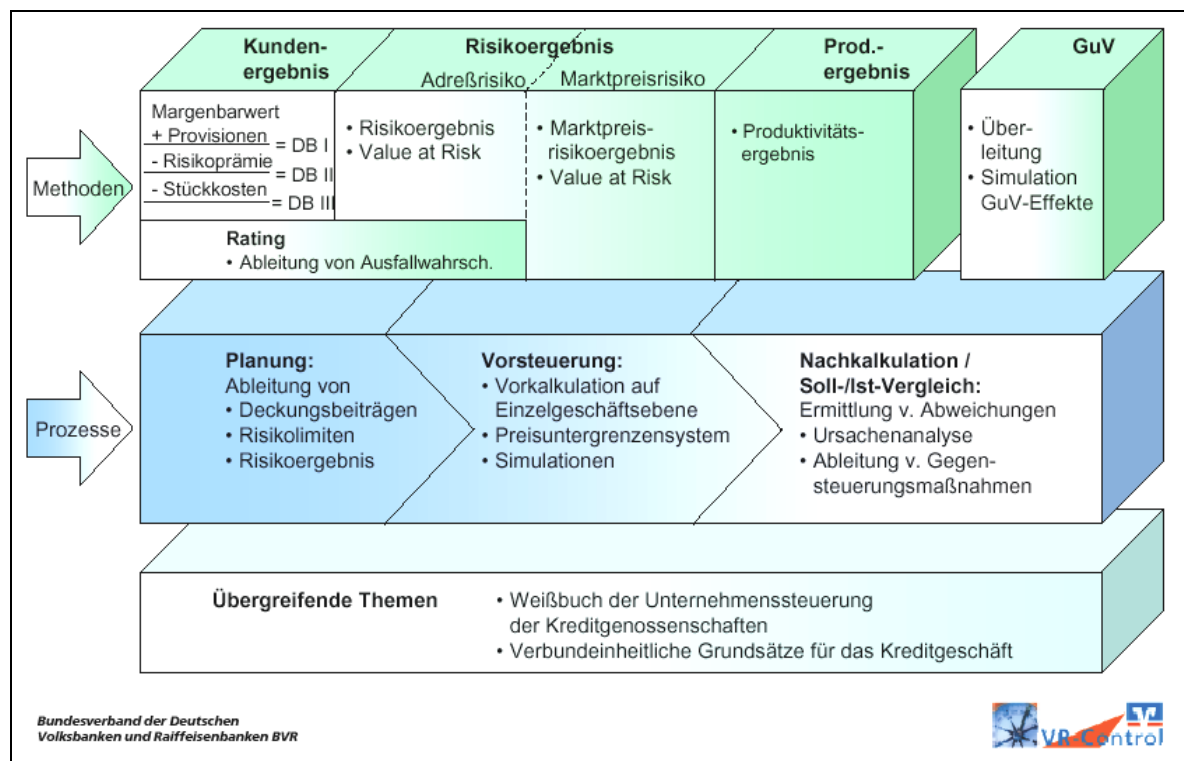 Kunden-
ergebnis
Risikoergebnis
Adreßrisiko
Marktpreisrisiko
Prod.-
ergebnis
GuV
Methoden
Margenbarwert
+ Provisionen
= DB I
- Risikoprämie
= DB II
- Stückkosten
= DB III
• Risikoergebnis
• Value at Risk
• Marktpreis-
risikoergebnis
• Value at Risk
• Produktivitäts-
ergebnis
• Über-
leitung
• Simulation
GuV-Effekte
Rating
• Ableitung von Ausfallwahrsch.
Prozesse
Planung:
Ableitung von
• Deckungsbeiträgen
• Risikolimiten
• Risikoergebnis
Vorsteuerung:
• Vorkalkulation auf
Einzelgeschäftsebene
• Preisuntergrenzensystem
• Simulationen
Nachkalkulation /
Soll-/Ist-Vergleich:
Ermittlung v. Abweichungen
• Ursachenanalyse
• Ableitung v. Gegen-
steuerungsmaßnahmen
Übergreifende Themen
• Weißbuch der Unternehmenssteuerung
der Kreditgenossenschaften
• Verbundeinheitliche Grundsätze für das Kreditgeschäft
Bundesverband der Deutschen
Volksbanken und Raiffeisenbanken BVR
VR-Control